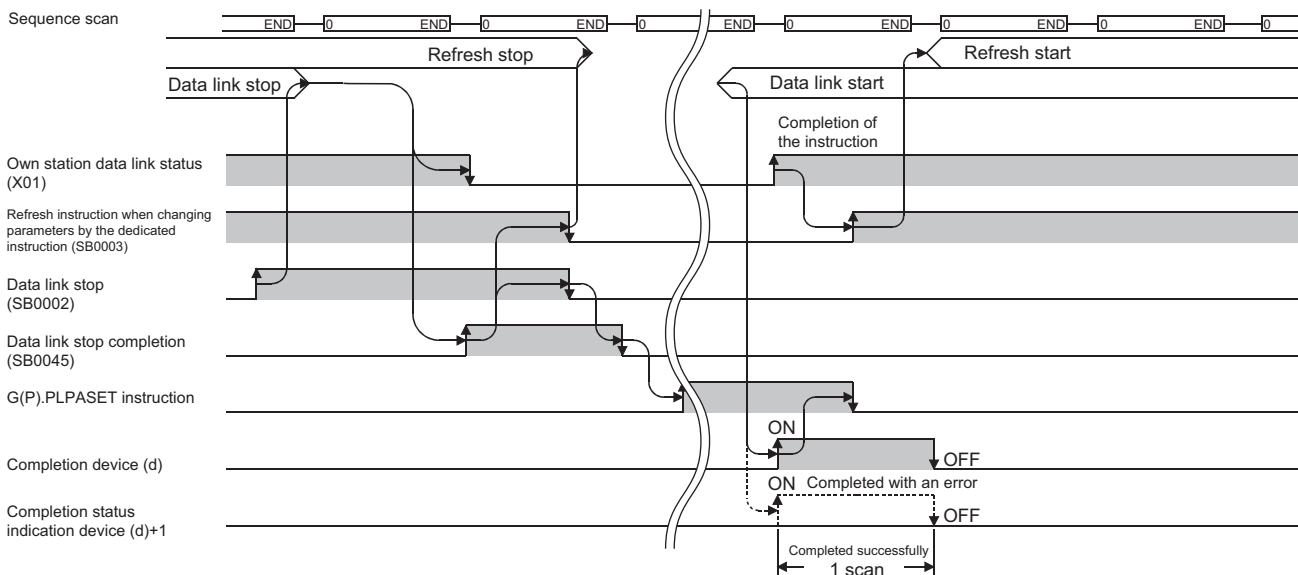 Sequence scan
END 0 END 0 END 0 END 0 END 0 END 0 END 0
Refresh stop
Refresh start
Data link stop
Data link start
Completion of
the instruction
Own station data link status
(X01)
Refresh instruction when changing
parameters by the dedicated
instruction (SB0003)
Data link stop
(SB0002)
Data link stop completion
(SB0045)
G(P).PLPASET instruction
ON
Completion device (d)
OFF
ON Completed with an error
Completion status
indication device (d)+1
OFF
Completed successfully
1 scan